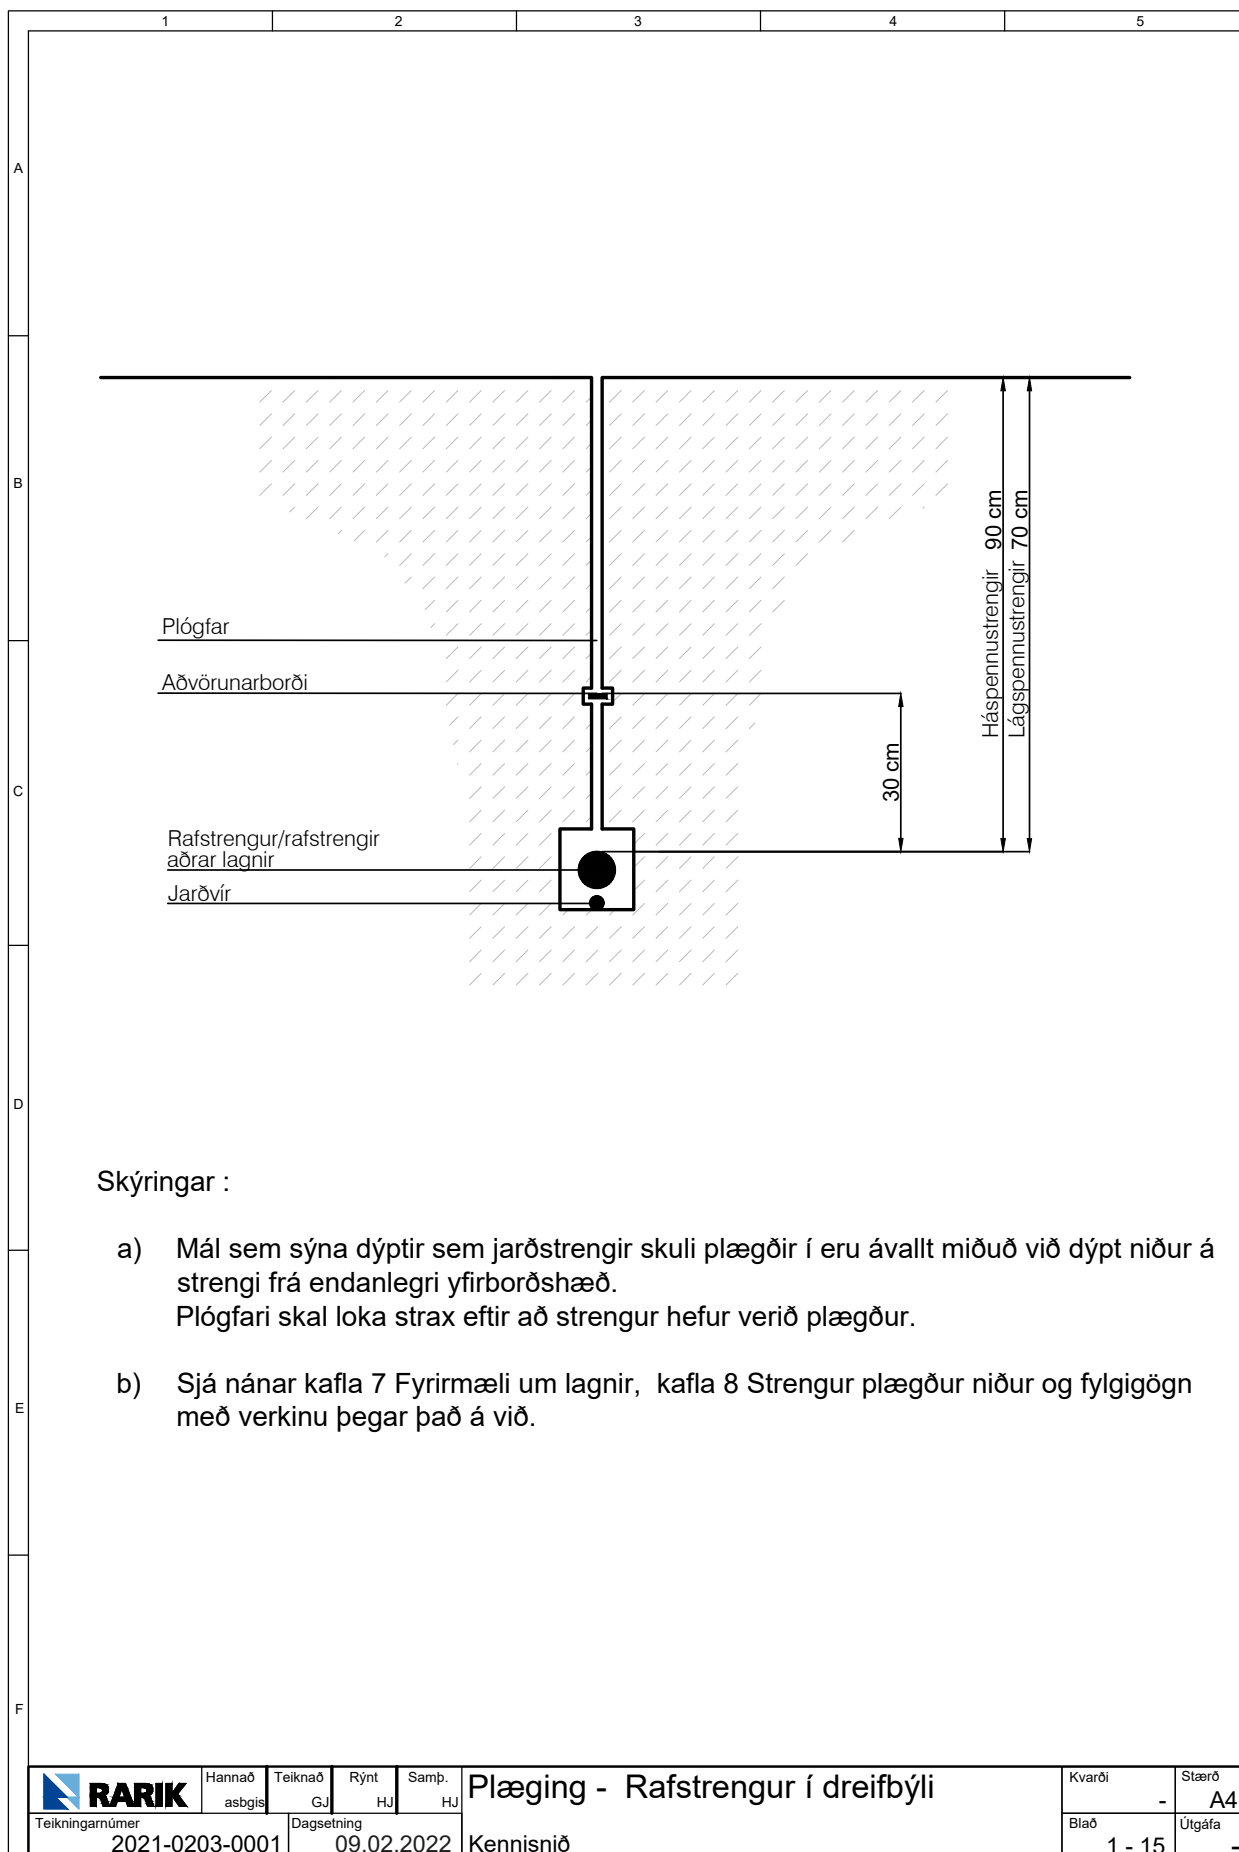 1 2 3 4 5
A
B
C
D
E
F
Plógfar
Aðvörunarborði
Rafstrengur/rafstrengir
aðrar lagnir
Jarðvír
30 cm
Háspennustrengir 90 cm
Lágspennustrengir 70 cm
Skýringar :
a) Mál sem sýna dýptir sem jarðstrengir skuli plægðir í eru ávallt miðuð við dýpt niður á
strengi frá endanlegri yfirborðshæð.
Plógfari skal loka strax eftir að strengur hefur verið plægður.
b) Sjá nánar kafla 7 Fyrirmæli um lagnir, kafla 8 Strengur plægður niður og fylgigögn
með verkinu þegar það á við.
RARIK
Hannað
asbgis
Teiknað
GJ
Rýnt
HJ
Samþ.
HJ
Plæging - Rafstrengur í dreifbýli
Kvarði
-
Stærð
A4
Teikningarnúmer
2021-0203-0001
Dagsetning
09.02.2022
Kennisnið
Blað
1 - 15
Útgáfa
-